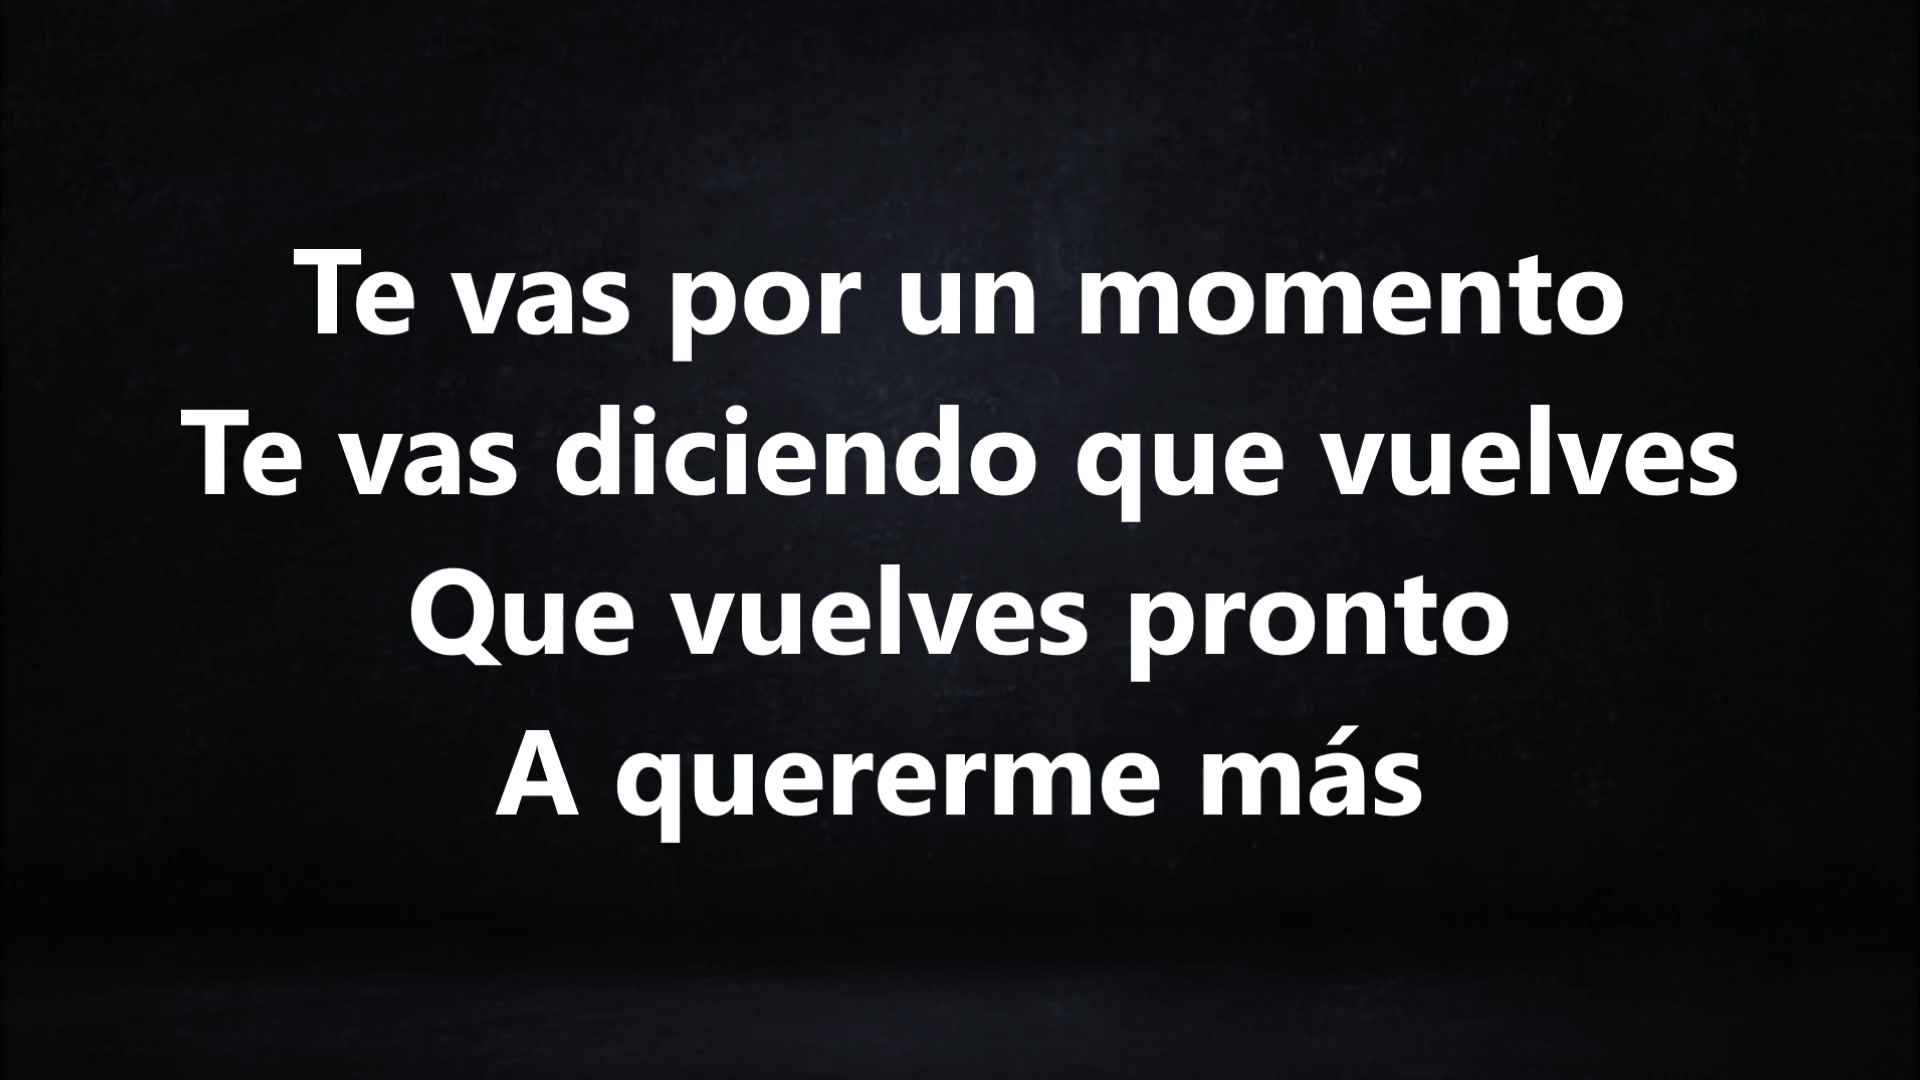 Te vas por un momento
Te vas diciendo que vuelves
Que vuelves pronto
A quererme más